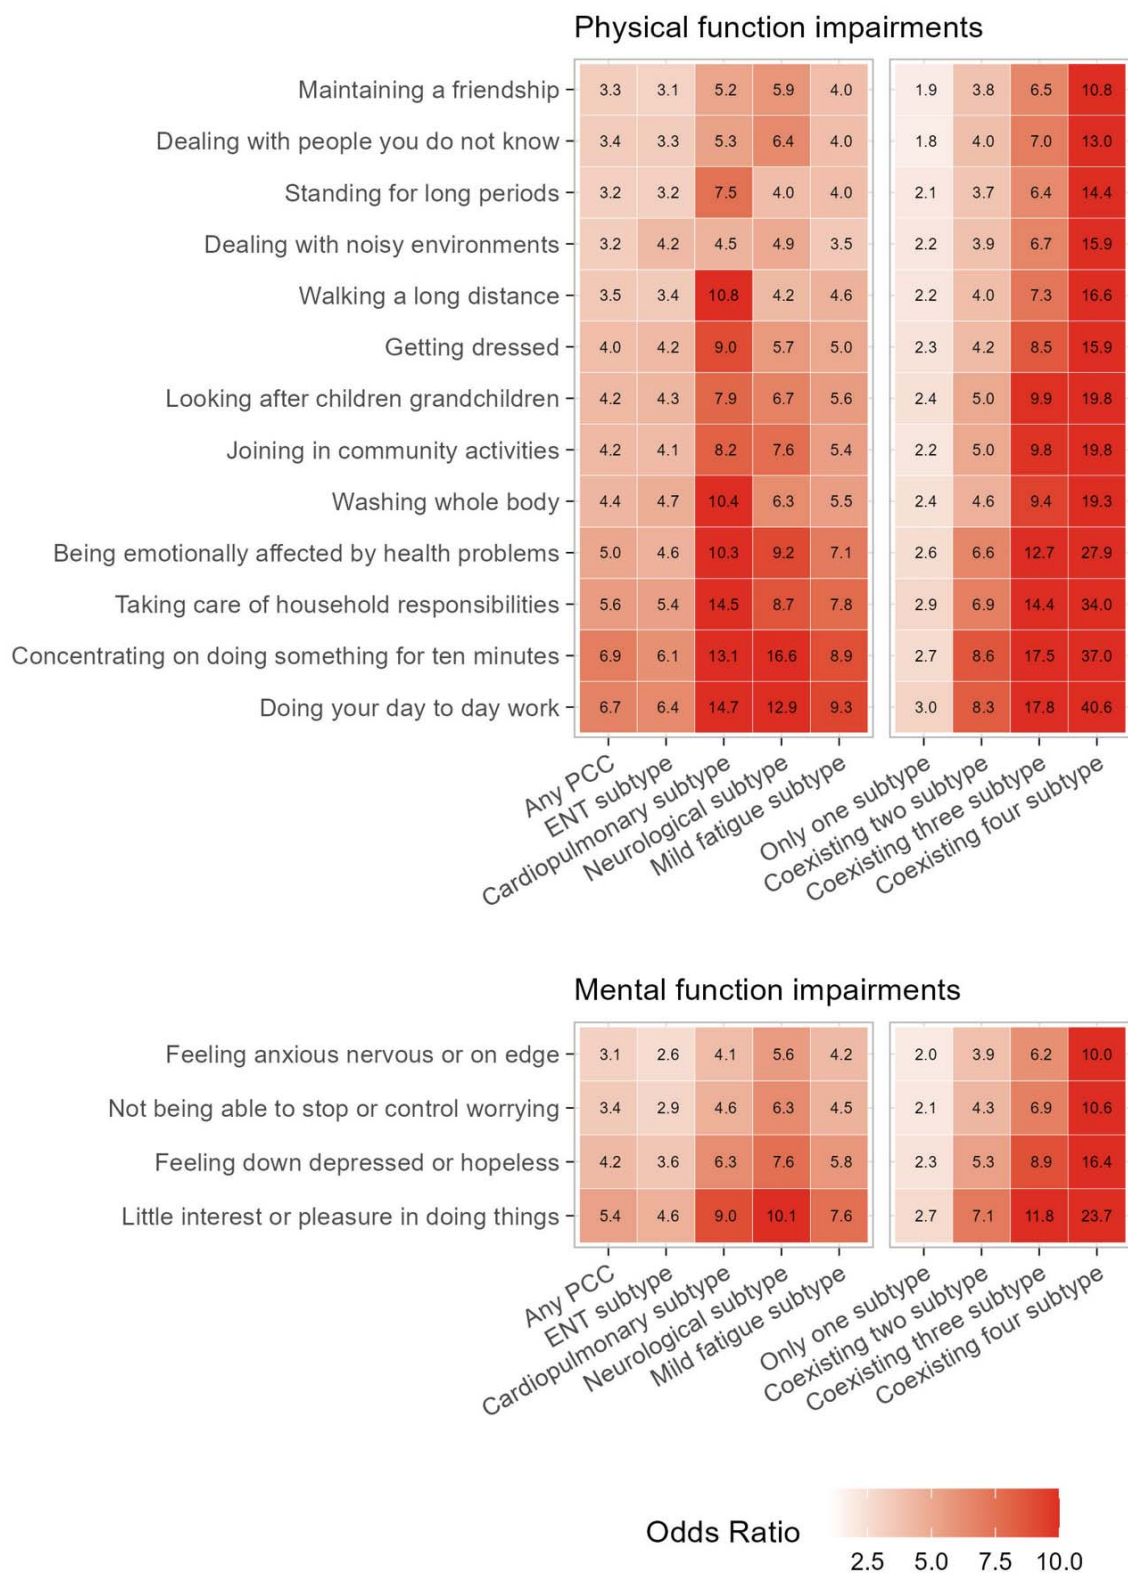 Physical function impairments
Maintaining a friendship 3.3 3.1 5.2 5.9 4.0 1.9 3.8 6.5 10.8
Dealing with people you do not know 3.4 3.3 5.3 6.4 4.0 1.8 4.0 7.0 13.0
Standing for long periods 3.2 3.2 7.5 4.0 4.0 2.1 3.7 6.4 14.4
Dealing with noisy environments 3.2 4.2 4.5 4.9 3.5 2.2 3.9 6.7 15.9
Walking a long distance 3.5 3.4 10.8 4.2 4.6 2.2 4.0 7.3 16.6
Getting dressed 4.0 4.2 9.0 5.7 5.0 2.3 4.2 8.5 15.9
Looking after children grandchildren 4.2 4.3 7.9 6.7 5.6 2.4 5.0 9.9 19.8
Joining in community activities 4.2 4.1 8.2 7.6 5.4 2.2 5.0 9.8 19.8
Washing whole body 4.4 4.7 10.4 6.3 5.5 2.4 4.6 9.4 19.3
Being emotionally affected by health problems 5.0 4.6 10.3 9.2 7.1 2.6 6.6 12.7 27.9
Taking care of household responsibilities 5.6 5.4 14.5 8.7 7.8 2.9 6.9 14.4 34.0
Concentrating on doing something for ten minutes 6.9 6.1 13.1 16.6 8.9 2.7 8.6 17.5 37.0
Doing your day to day work 6.7 6.4 14.7 12.9 9.3 3.0 8.3 17.8 40.6
Any PCC
ENT subtype
Cardiopulmonary subtype
Neurological subtype
Mild fatigue subtype
Only one subtype
Coexisting two subtype
Coexisting three subtype
Coexisting four subtype
Mental function impairments
Feeling anxious nervous or on edge 3.1 2.6 4.1 5.6 4.2 2.0 3.9 6.2 10.0
Not being able to stop or control worrying 3.4 2.9 4.6 6.3 4.5 2.1 4.3 6.9 10.6
Feeling down depressed or hopeless 4.2 3.6 6.3 7.6 5.8 2.3 5.3 8.9 16.4
Little interest or pleasure in doing things 5.4 4.6 9.0 10.1 7.6 2.7 7.1 11.8 23.7
Any PCC
ENT subtype
Cardiopulmonary subtype
Neurological subtype
Mild fatigue subtype
Only one subtype
Coexisting two subtype
Coexisting three subtype
Coexisting four subtype
Odds Ratio
2.5 5.0 7.5 10.0